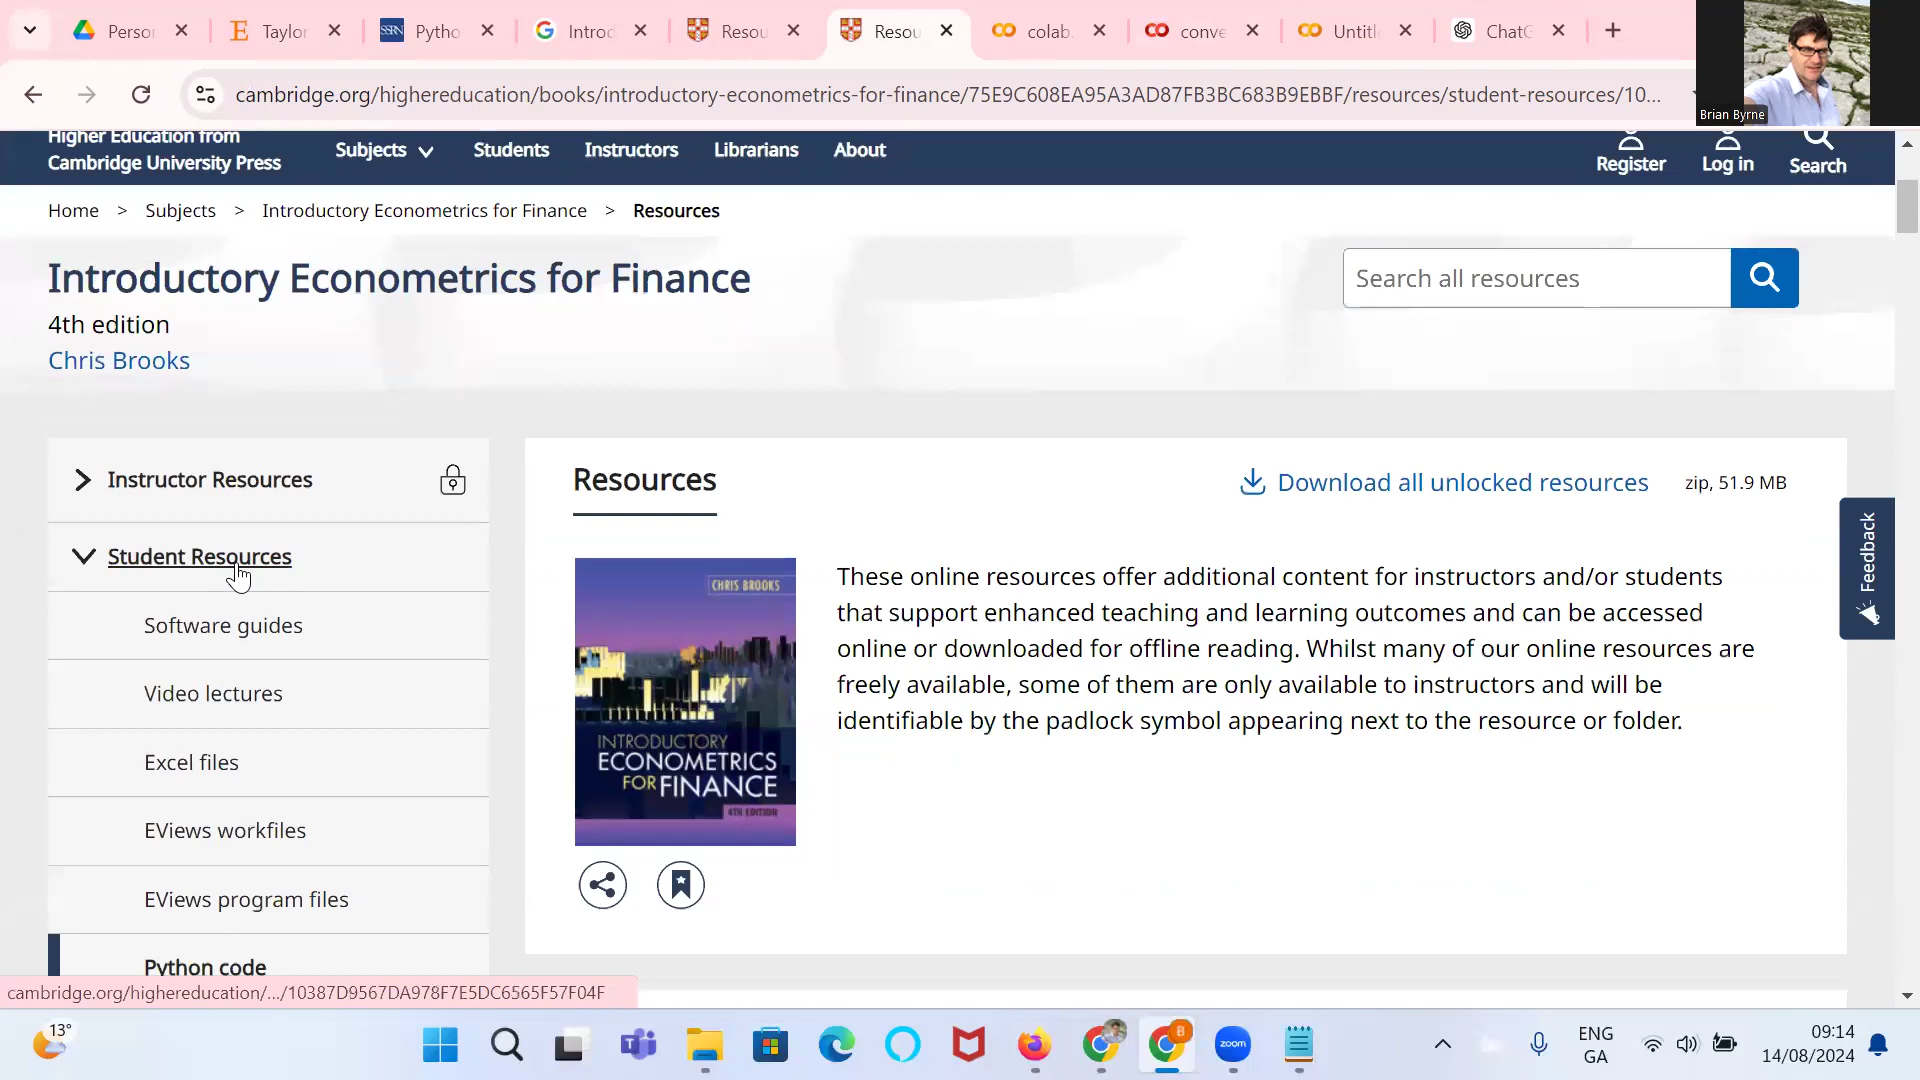 Perso
Taylor
SSRN
Pytho
Introd
Resou
Resou
colab.
conve
Untitl
ChatG
cambridge.org/highereducation/books/introductory-econometrics-for-finance/75E9C608EA95A3AD87FB3BC683B9EBBF/resources/student-resources/10...
Brian Byrne
Higher Education from
Cambridge University Press
Subjects
Students
Instructors
Librarians
About
Register
Log in
Search
Home > Subjects > Introductory Econometrics for Finance > Resources
Introductory Econometrics for Finance
4th edition
Chris Brooks
Search all resources
Instructor Resources
Student Resources
Software guides
Video lectures
Excel files
EViews workfiles
EViews program files
Python code
Resources
Download all unlocked resources
zip, 51.9 MB
CHRIS BROOKS
INTRODUCTORY
ECONOMETRICS
FOR FINANCE
4TH EDITION
These online resources offer additional content for instructors and/or students
that support enhanced teaching and learning outcomes and can be accessed
online or downloaded for offline reading. Whilst many of our online resources are
freely available, some of them are only available to instructors and will be
identifiable by the padlock symbol appearing next to the resource or folder.
Feedback
cambridge.org/highereducation/.../10387D9567DA978F7E5DC6565F57F04F
13°
B
zoom
ENG
GA
09:14
14/08/2024